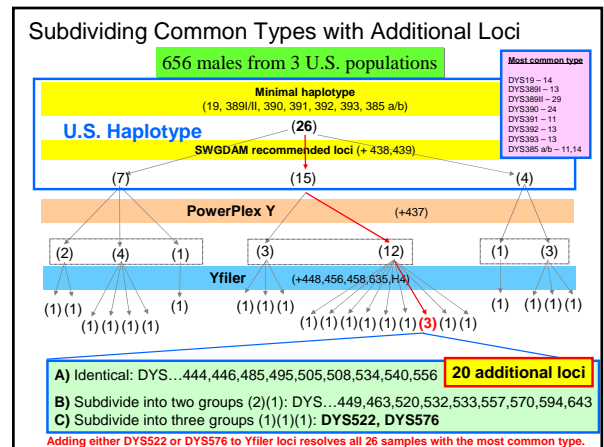 Subdividing Common Types with Additional Loci
656 males from 3 U.S. populations
Most common type
DYS19 – 14
DYS389I – 13
DYS389II – 29
DYS390 – 24
DYS391 – 11
DYS392 – 13
DYS393 – 13
DYS385 a/b – 11,14
Minimal haplotype
(19, 389I/II, 390, 391, 392, 393, 385 a/b)
U.S. Haplotype
(26)
SWGDAM recommended loci (+ 438,439)
(7) (15) (4)
PowerPlex Y (+437)
(2) (4) (1) (3) (12) (1) (3)
Yfiler (+448,456,458,635,H4)
(1)(1) (1)(1)(1)(1) (1) (1)(1)(1) (1)(1)(1)(1)(1)(1)(1) (3) (1)(1) (1) (1)(1)(1)
20 additional loci
A) Identical: DYS…444,446,485,495,505,508,534,540,556
B) Subdivide into two groups (2)(1): DYS…449,463,520,532,533,557,570,594,643
C) Subdivide into three groups (1)(1)(1): DYS522, DYS576
Adding either DYS522 or DYS576 to Yfiler loci resolves all 26 samples with the most common type.